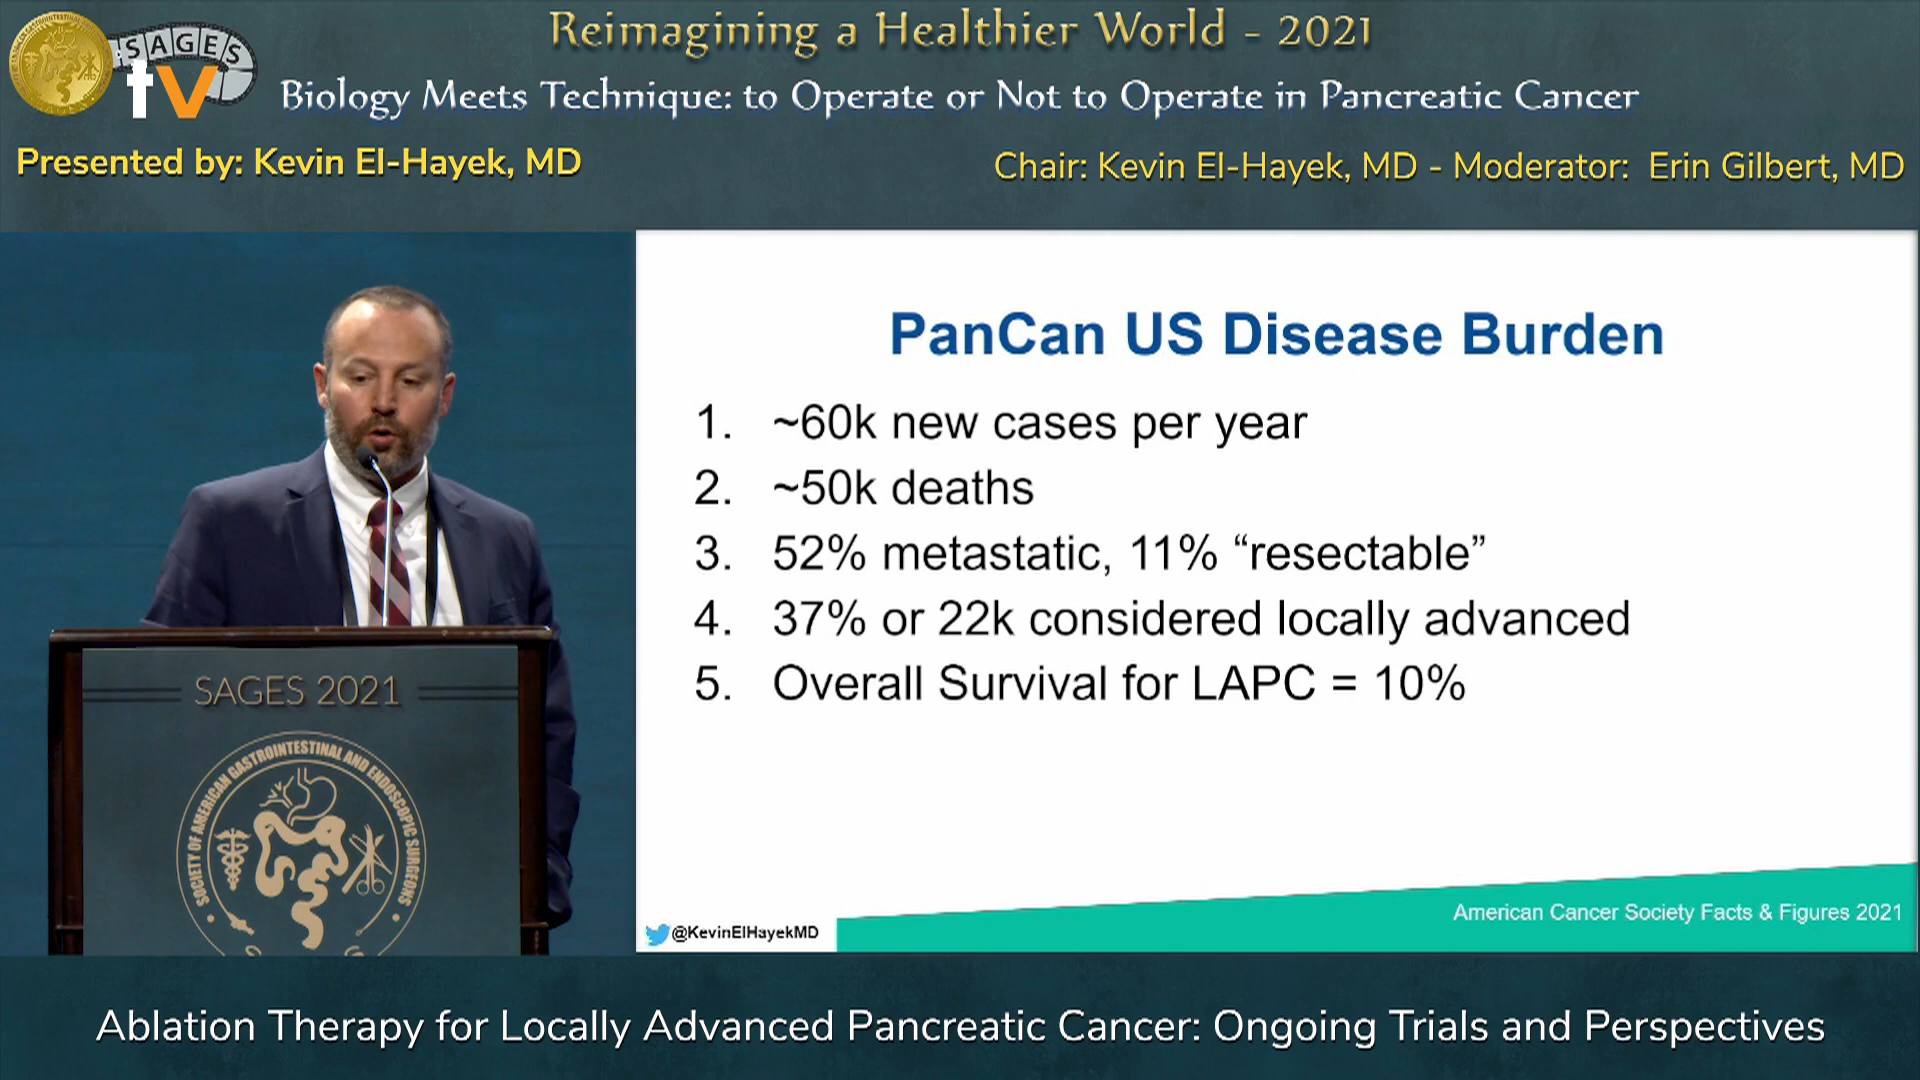 SAGES
tv
Reimagining a Healthier World - 2021
Biology Meets Technique: to Operate or Not to Operate in Pancreatic Cancer
Presented by: Kevin El-Hayek, MD
Chair: Kevin El-Hayek, MD - Moderator: Erin Gilbert, MD
PanCan US Disease Burden
1. ~60k new cases per year
2. ~50k deaths
3. 52% metastatic, 11% “resectable”
4. 37% or 22k considered locally advanced
5. Overall Survival for LAPC = 10%
American Cancer Society Facts & Figures 2021
@KevinElHayekMD
SAGES 2021
SOCIETY OF AMERICAN GASTROINTESTINAL AND ENDOSCOPIC SURGEONS
Ablation Therapy for Locally Advanced Pancreatic Cancer: Ongoing Trials and Perspectives